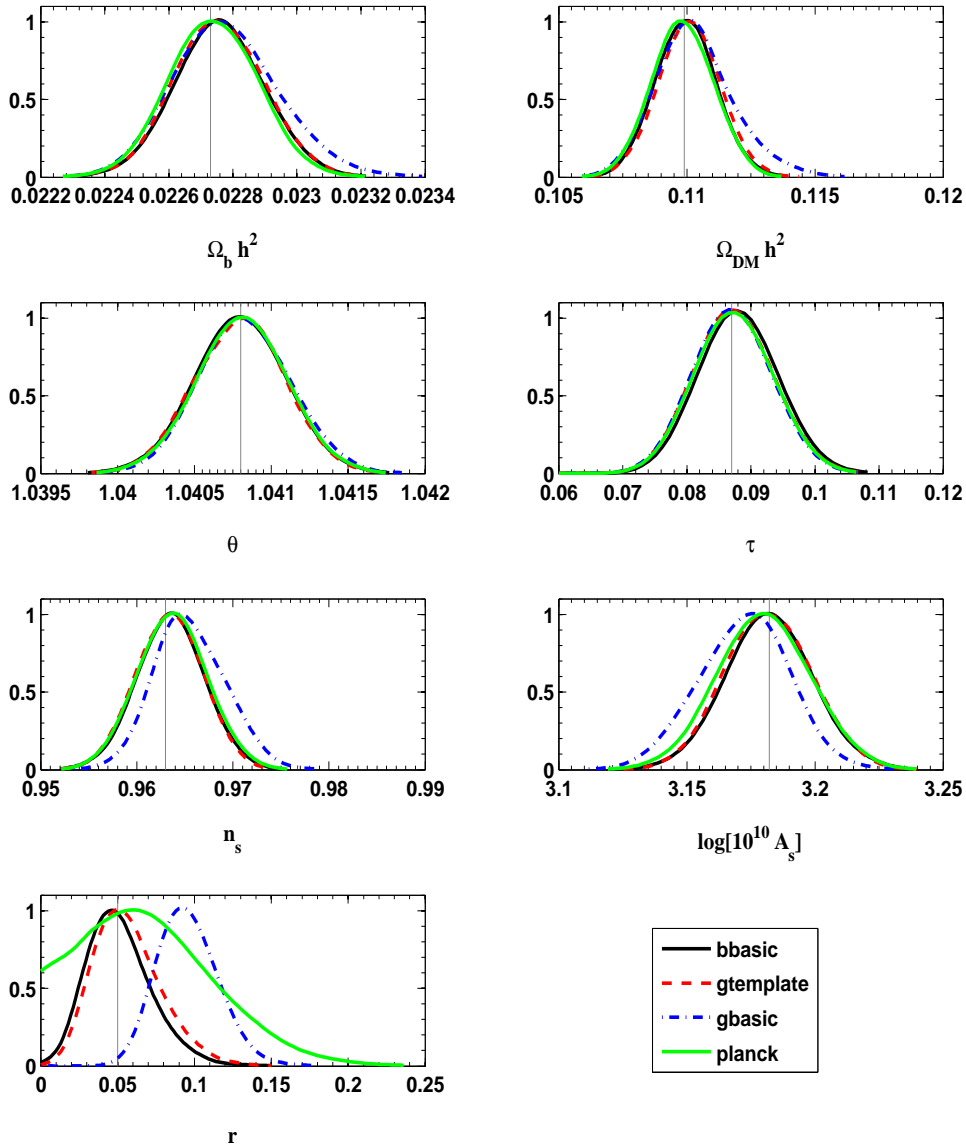 1 1
0.5 0.5
0 0
0.0222 0.0224 0.0226 0.0228 0.023 0.0232 0.0234 0.105 0.11 0.115 0.12
Ω_b h^2 Ω_DM h^2
1 1
0.5 0.5
0 0
1.0395 1.04 1.0405 1.041 1.0415 1.042 0.06 0.07 0.08 0.09 0.1 0.11 0.12
θ τ
1 1
0.5 0.5
0 0
0.95 0.96 0.97 0.98 0.99 3.1 3.15 3.2 3.25
n_s log[10^10 A_s]
1
0.5
0
0 0.05 0.1 0.15 0.2 0.25
r
bbasic
gtemplate
gbasic
planck